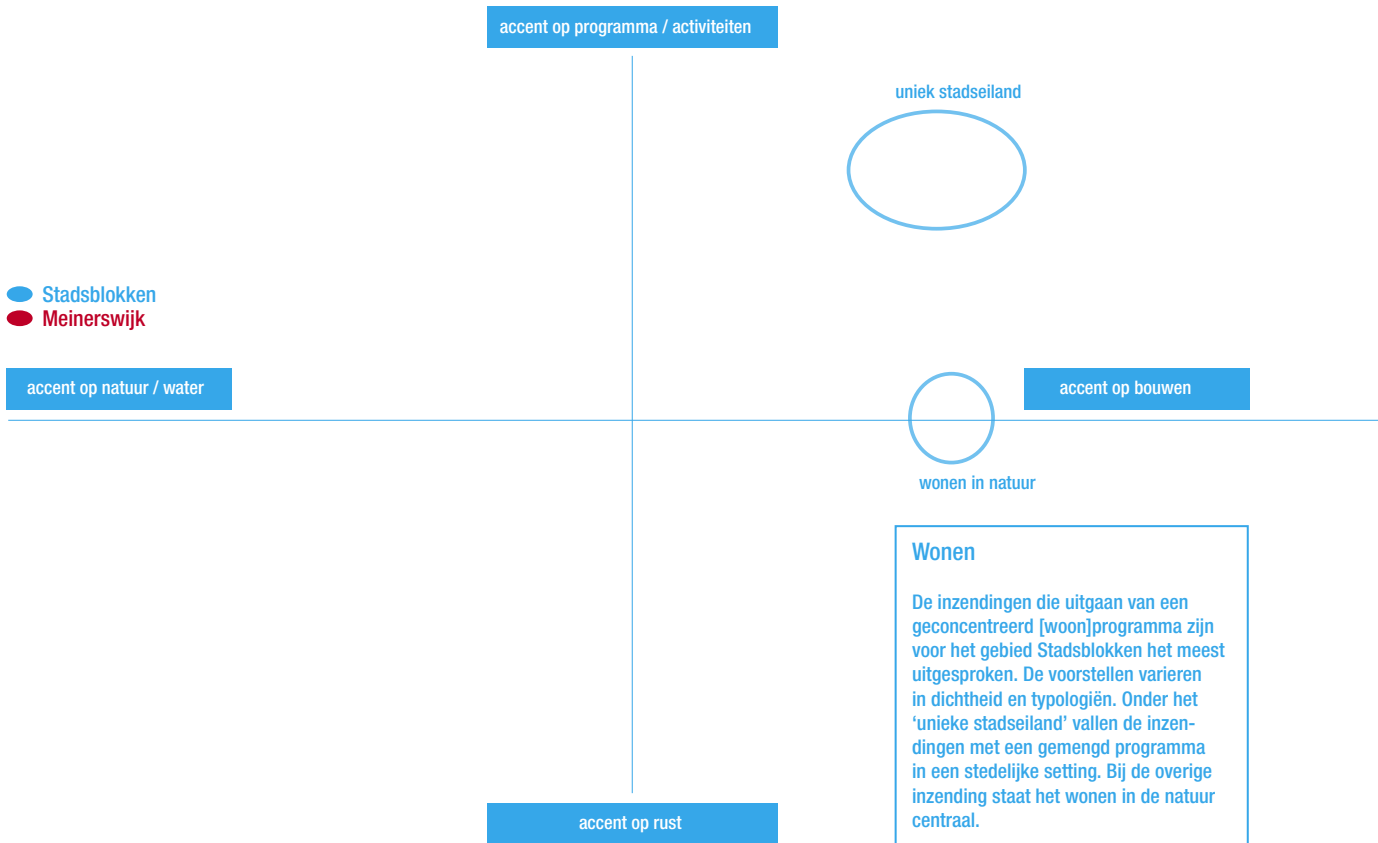 accent op programma / activiteiten
uniek stadseiland
Stadsblokken
Meinerswijk
accent op natuur / water
accent op bouwen
wonen in natuur
Wonen
De inzendingen die uitgaan van een
geconcentreerd [woon]programma zijn
voor het gebied Stadsblokken het meest
uitgesproken. De voorstellen varieren
in dichtheid en typologiën. Onder het
‘unieke stadseiland’ vallen de inzen-
dingen met een gemengd programma
in een stedelijke setting. Bij de overige
inzending staat het wonen in de natuur
centraal.
accent op rust